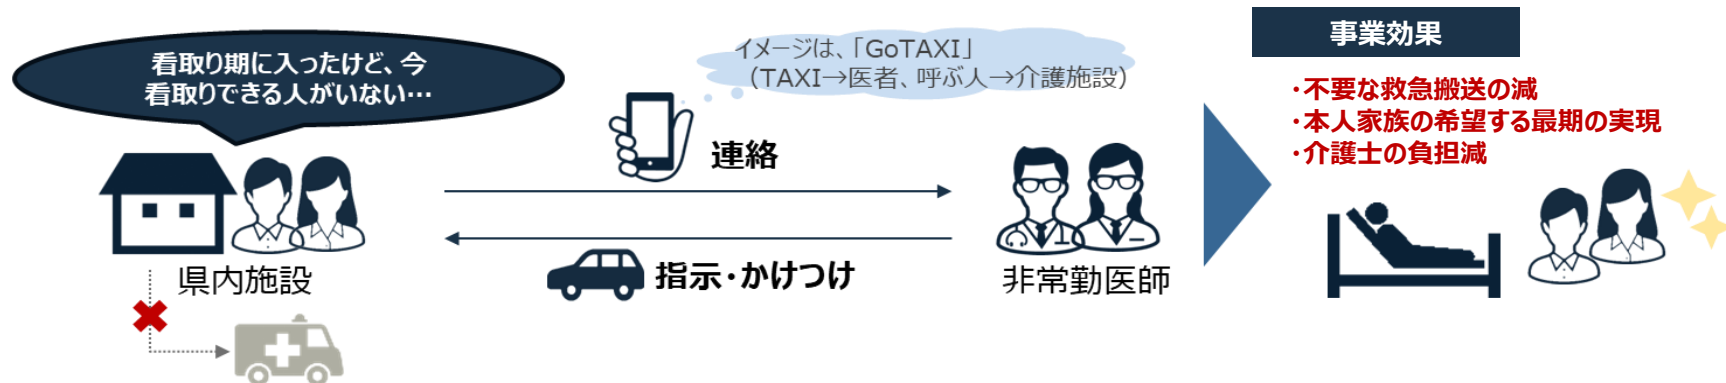 看取り期に入ったけど、今
看取りできる人がいない…
イメージは、「GoTAXI」
（TAXI→医者、呼ぶ人→介護施設）
連絡
指示・かけつけ
県内施設
非常勤医師
事業効果
・不要な救急搬送の減
・本人家族の希望する最期の実現
・介護士の負担減